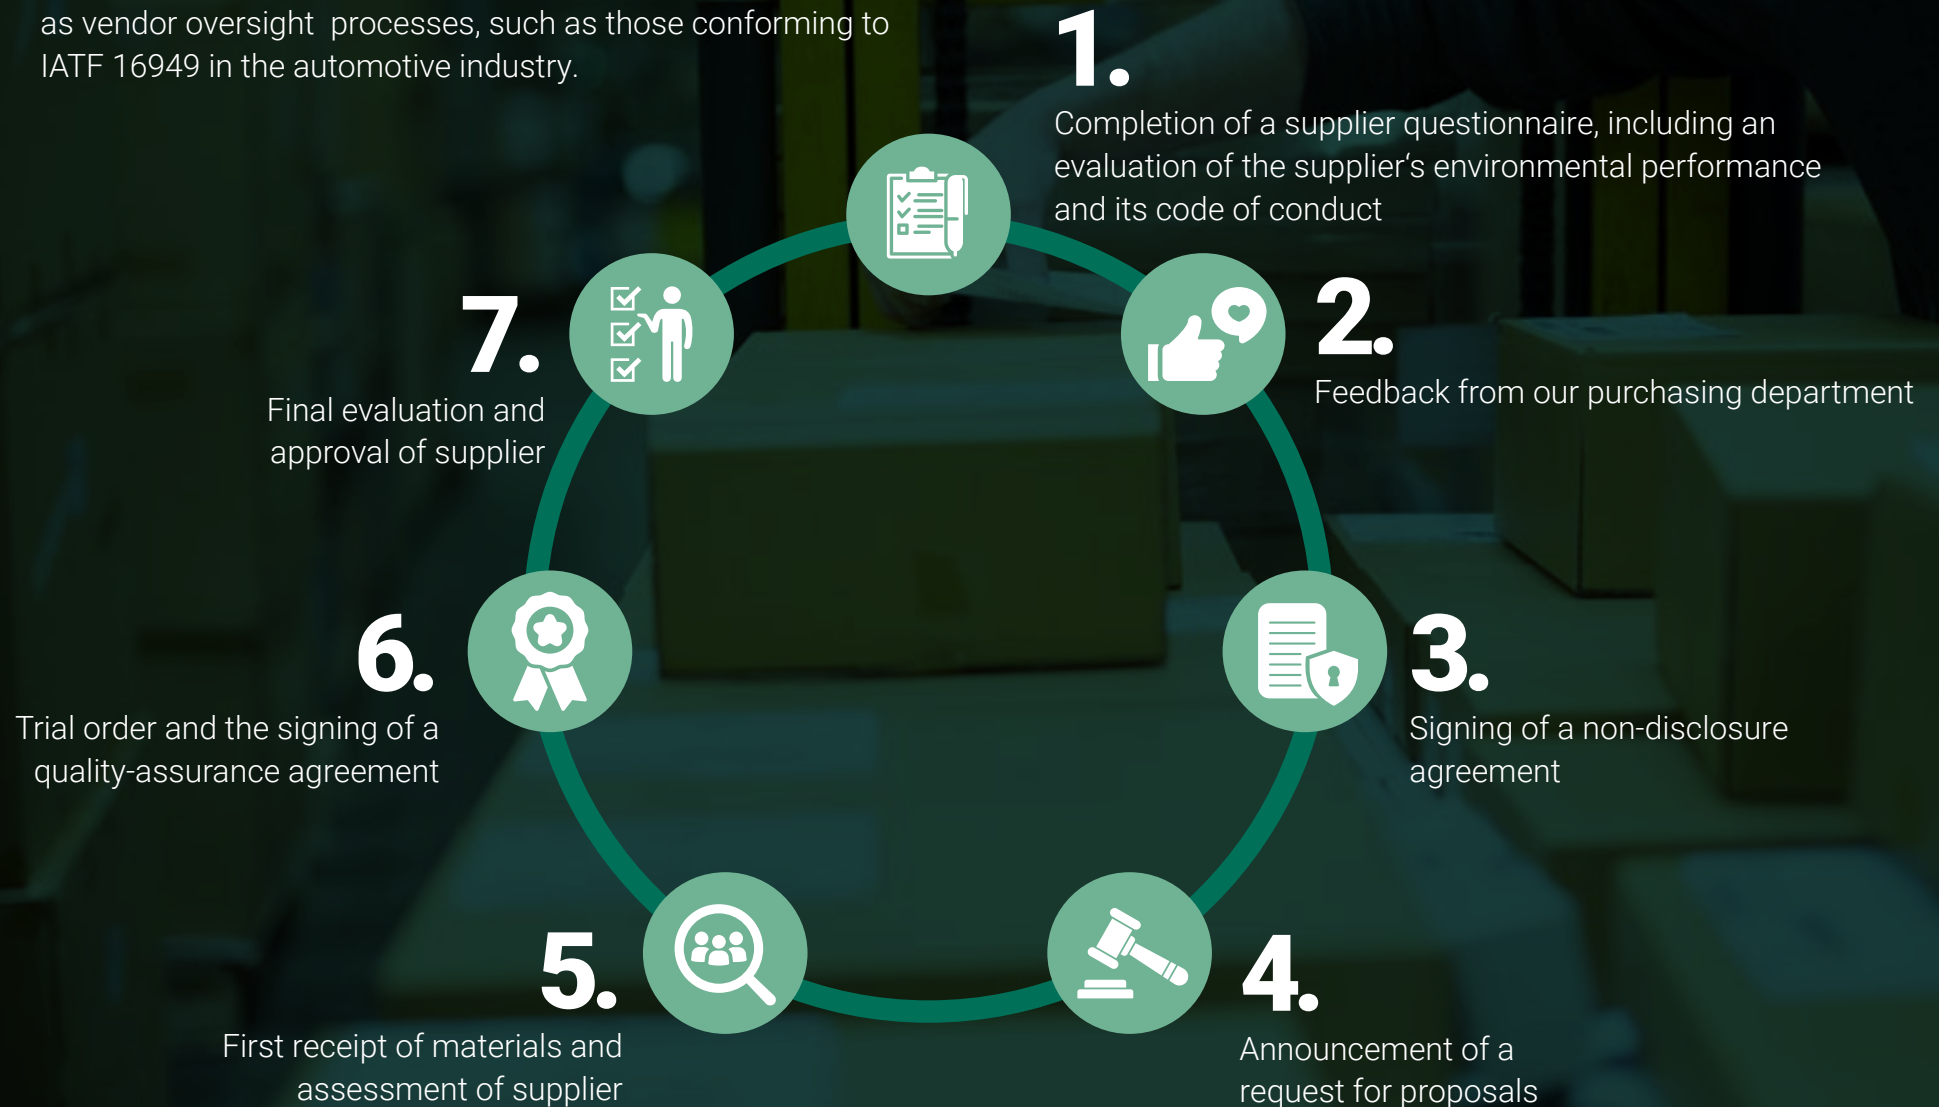 as vendor oversight processes, such as those conforming to
IATF 16949 in the automotive industry.
1.
Completion of a supplier questionnaire, including an
evaluation of the supplier‘s environmental performance
and its code of conduct
2.
Feedback from our purchasing department
3.
Signing of a non-disclosure
agreement
4.
Announcement of a
request for proposals
5.
First receipt of materials and
assessment of supplier
6.
Trial order and the signing of a
quality-assurance agreement
7.
Final evaluation and
approval of supplier